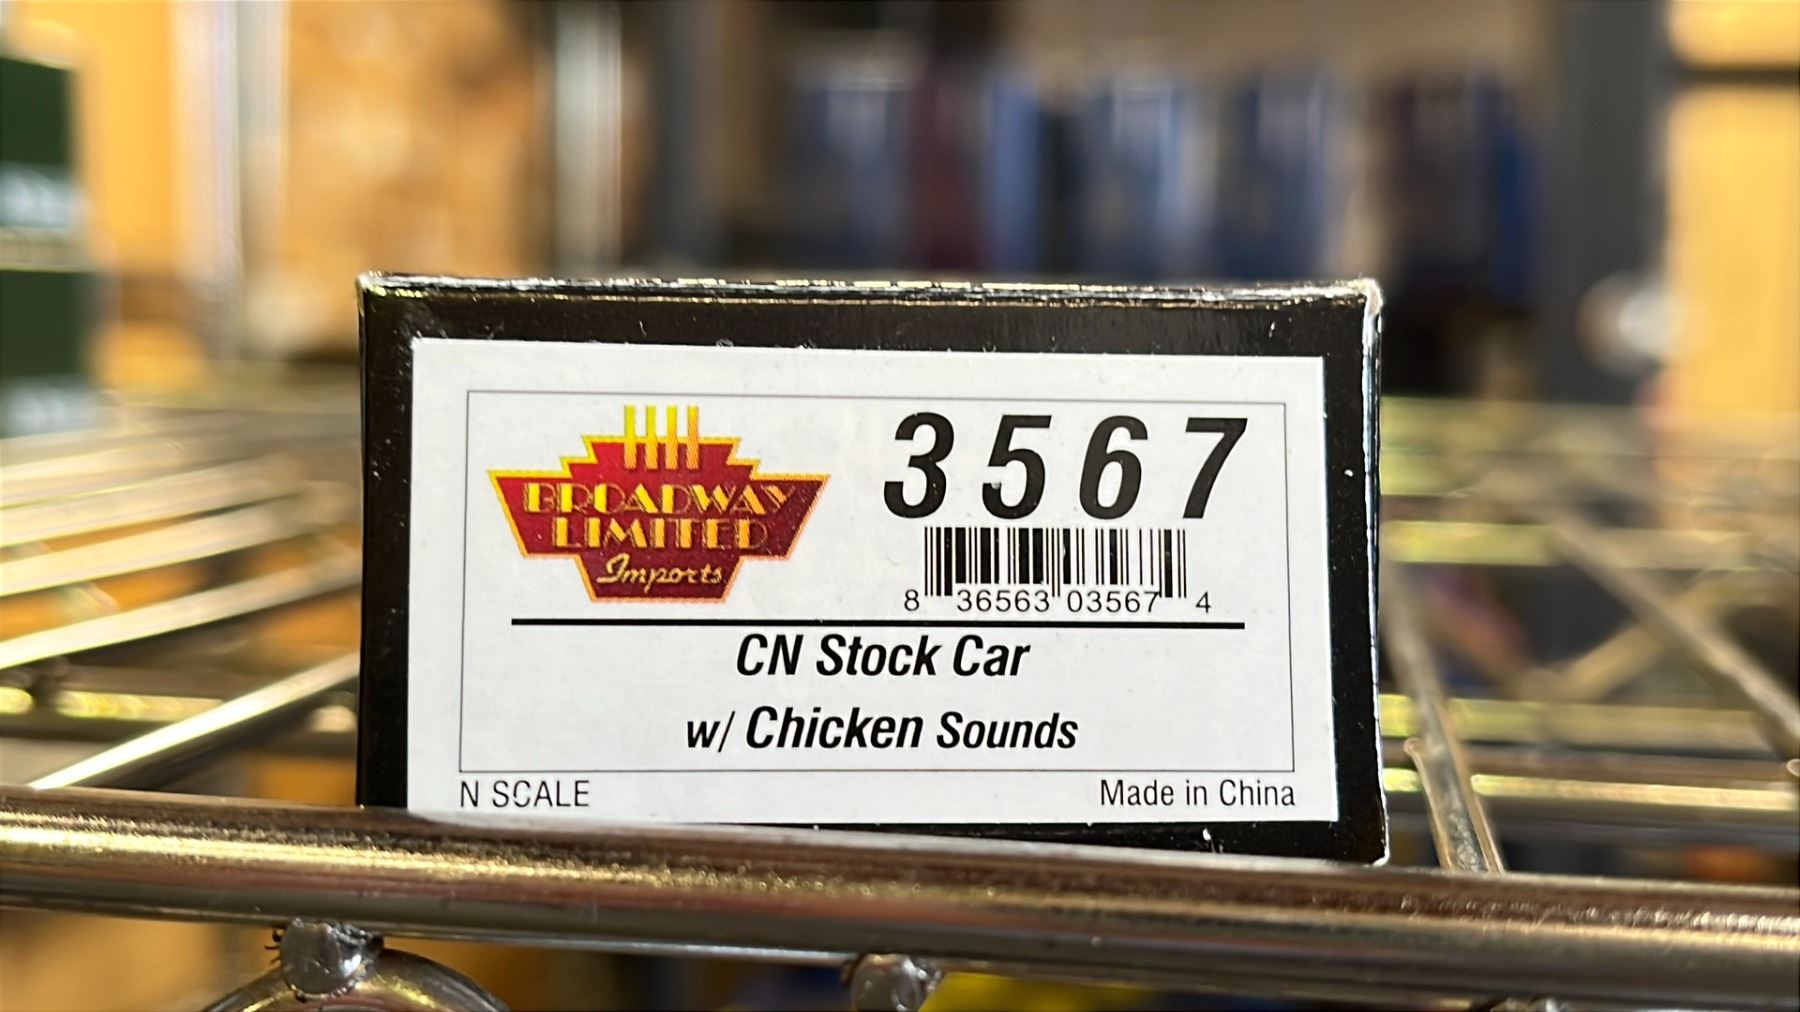 BROADWAY
LIMITED
Imports
3567
8 36563 03567 4
CN Stock Car
w/ Chicken Sounds
N SCALE
Made in China